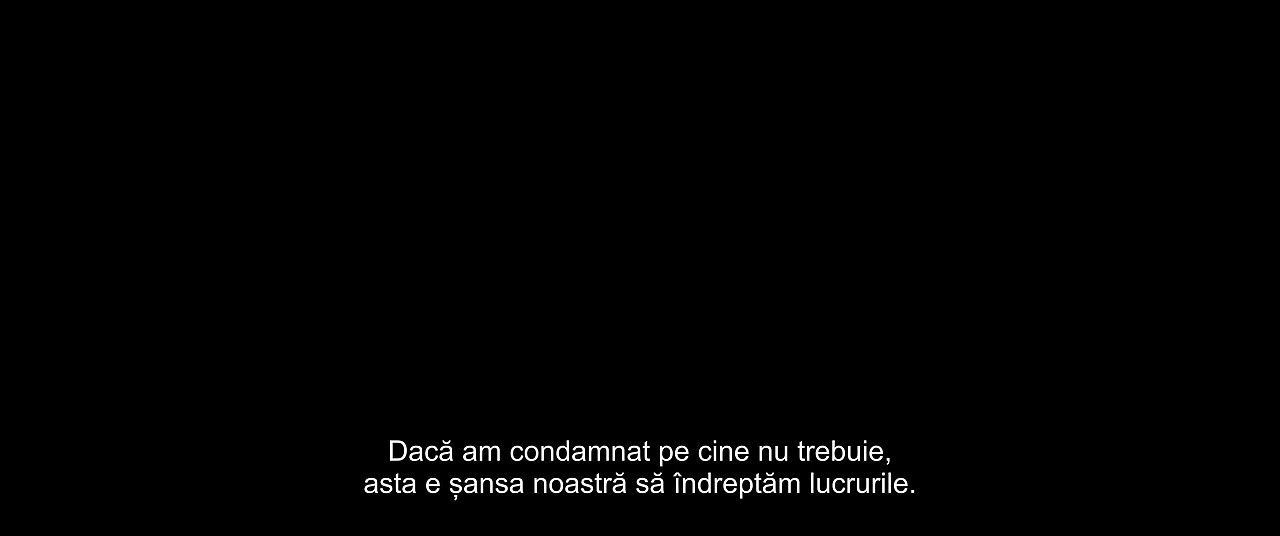 Dacă am condamnat pe cine nu trebuie,
asta e șansa noastră să îndreptăm lucrurile.